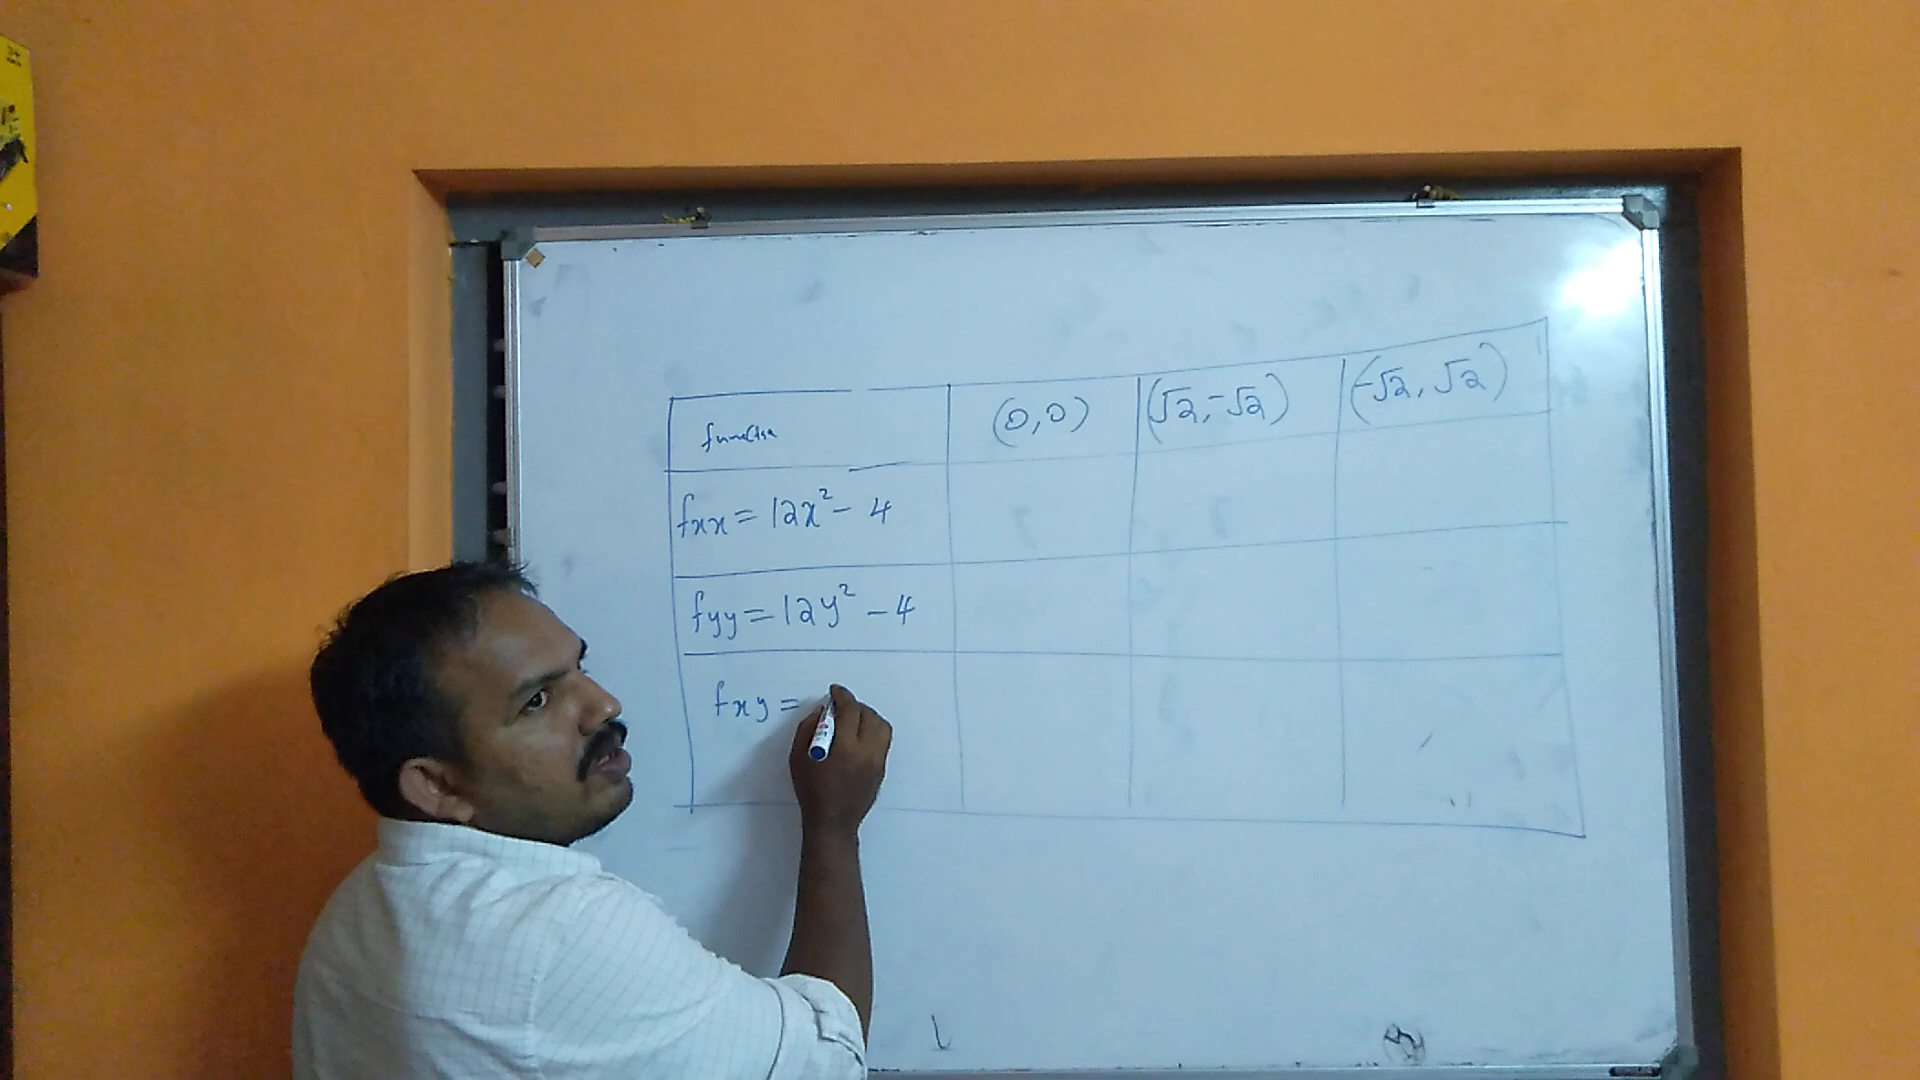 function (0,0) (√2,-√2) (-√2, √2)
fxx = 12x² - 4
fyy = 12y² - 4
fxy =